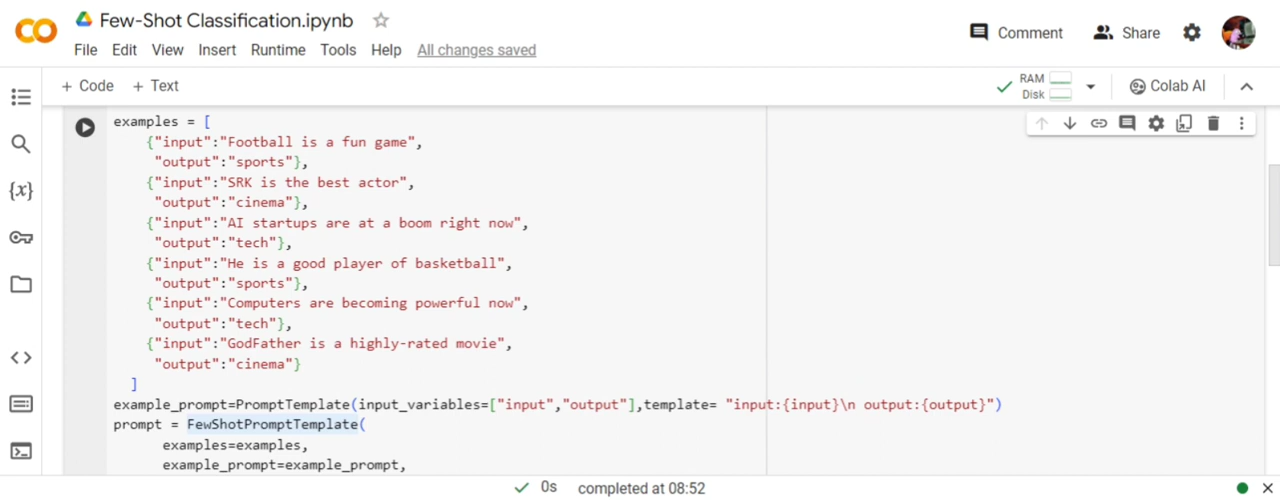 Few-Shot Classification.ipynb
Comment
Share
File Edit View Insert Runtime Tools Help All changes saved
+ Code + Text
RAM
Disk
Colab AI
examples = [
{"input":"Football is a fun game",
"output":"sports"},
{"input":"SRK is the best actor",
"output":"cinema"},
{"input":"AI startups are at a boom right now",
"output":"tech"},
{"input":"He is a good player of basketball",
"output":"sports"},
{"input":"Computers are becoming powerful now",
"output":"tech"},
{"input":"GodFather is a highly-rated movie",
"output":"cinema"}
]
example_prompt=PromptTemplate(input_variables=["input","output"],template= "input:{input}\n output:{output}")
prompt = FewShotPromptTemplate(
examples=examples,
example_prompt=example_prompt,
0s completed at 08:52